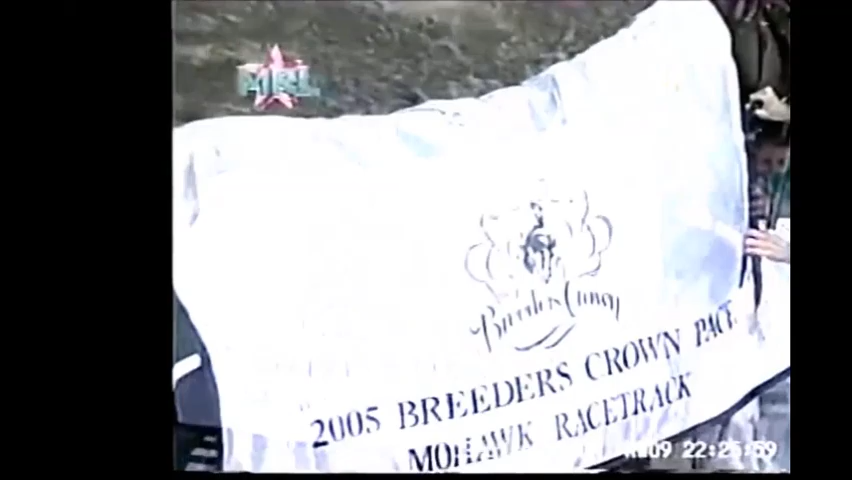 MRL
Breeders Crown
2005 BREEDERS CROWN PACE
MOHAWK RACETRACK
22:25:59